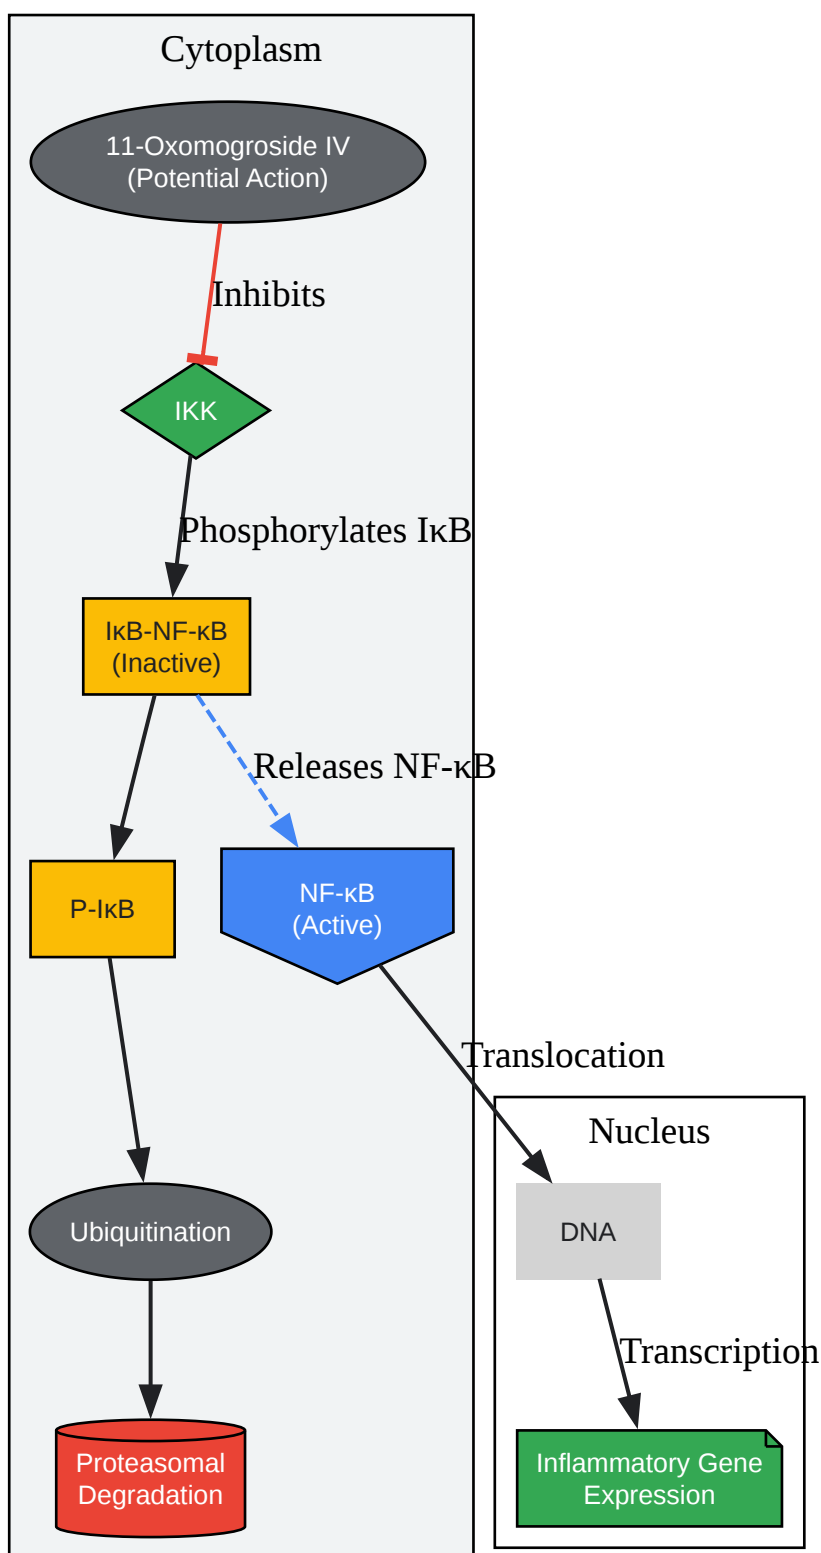 Cytoplasm
11-Oxomogroside IV
(Potential Action)
Inhibits
IKK
Phosphorylates IκB
IκB-NF-κB
(Inactive)
Releases NF-κB
P-IκB
NF-κB
(Active)
Translocation
Nucleus
Ubiquitination
DNA
Transcription
Proteasomal
Degradation
Inflammatory Gene
Expression